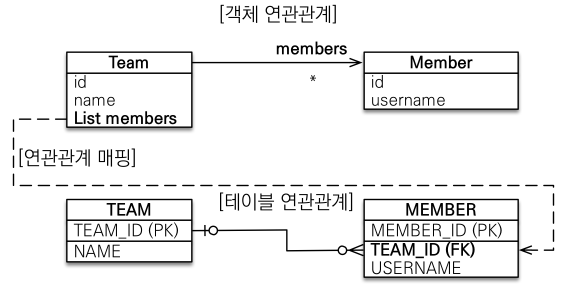 [객체 연관관계]
members
Team
Member
*
id
name
List members
id
username
[연관관계 매핑]
[테이블 연관관계]
TEAM
TEAM_ID (PK)
NAME
MEMBER
MEMBER_ID (PK)
TEAM_ID (FK)
USERNAME